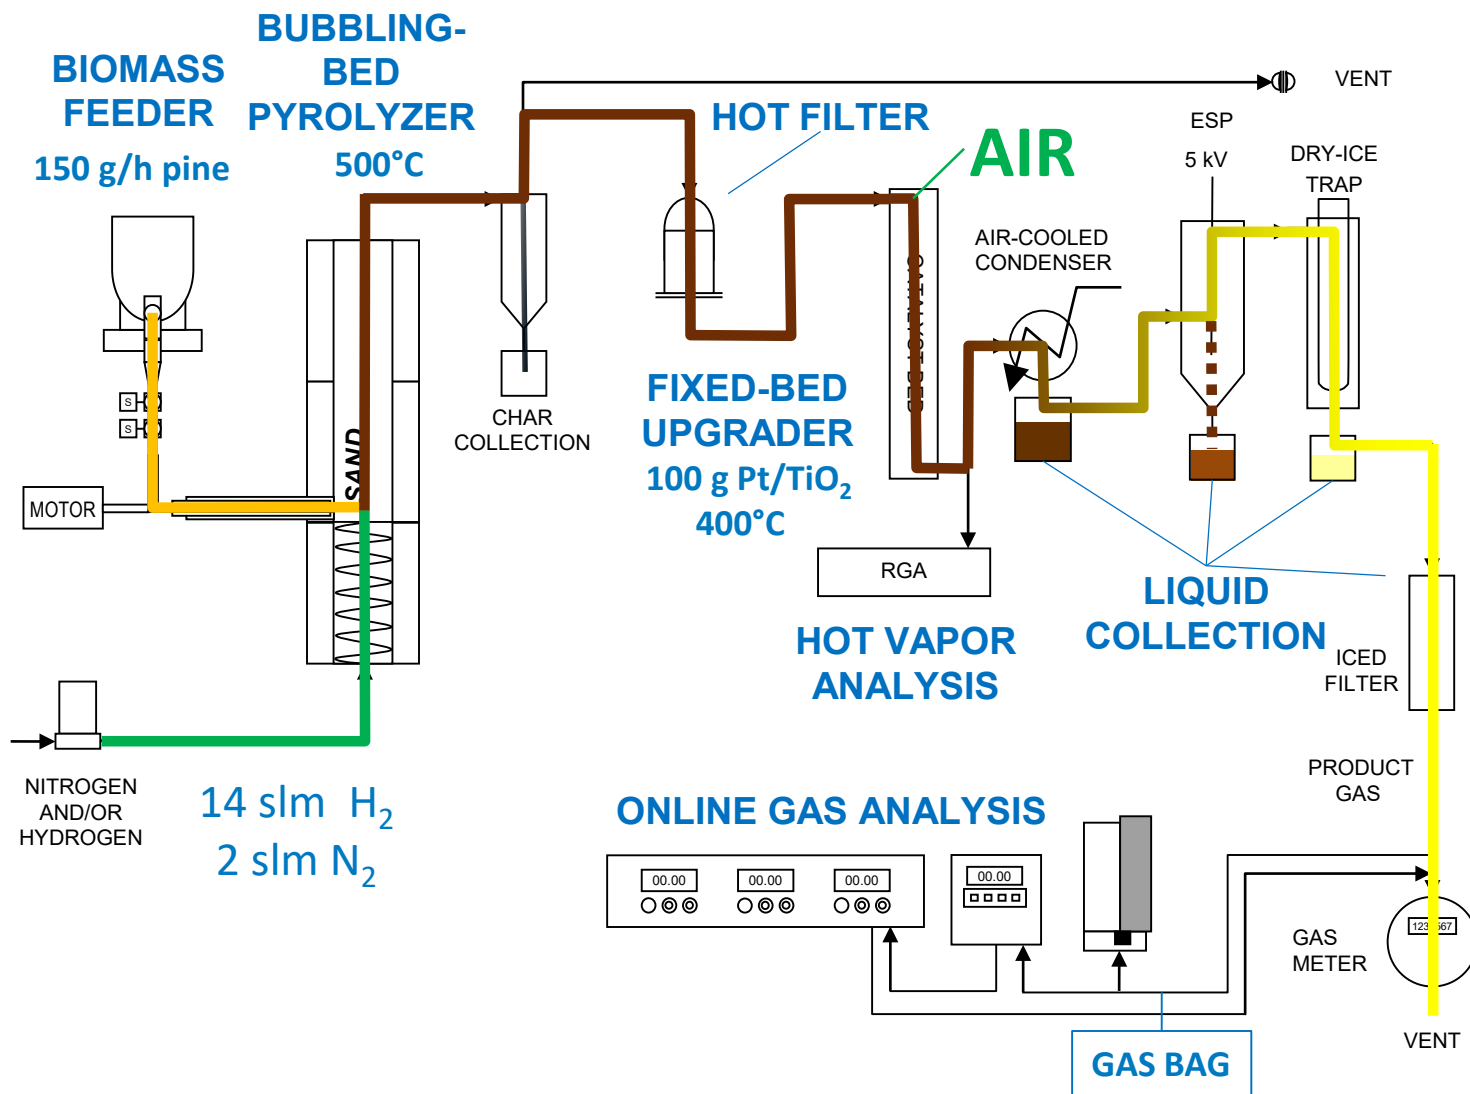 BUBBLING-
BED
PYROLYZER
500°C
BIOMASS
FEEDER
150 g/h pine
HOT FILTER
AIR
VENT
ESP
5 kV
DRY-ICE
TRAP
AIR-COOLED
CONDENSER
CATALYST BED
SAND
S
S
MOTOR
CHAR
COLLECTION
FIXED-BED
UPGRADER
100 g Pt/TiO₂
400°C
RGA
HOT VAPOR
ANALYSIS
LIQUID
COLLECTION
ICED
FILTER
PRODUCT
GAS
NITROGEN
AND/OR
HYDROGEN
14 slm H₂
2 slm N₂
ONLINE GAS ANALYSIS
00.00
00.00
00.00
00.00
GAS
METER
VENT
GAS BAG